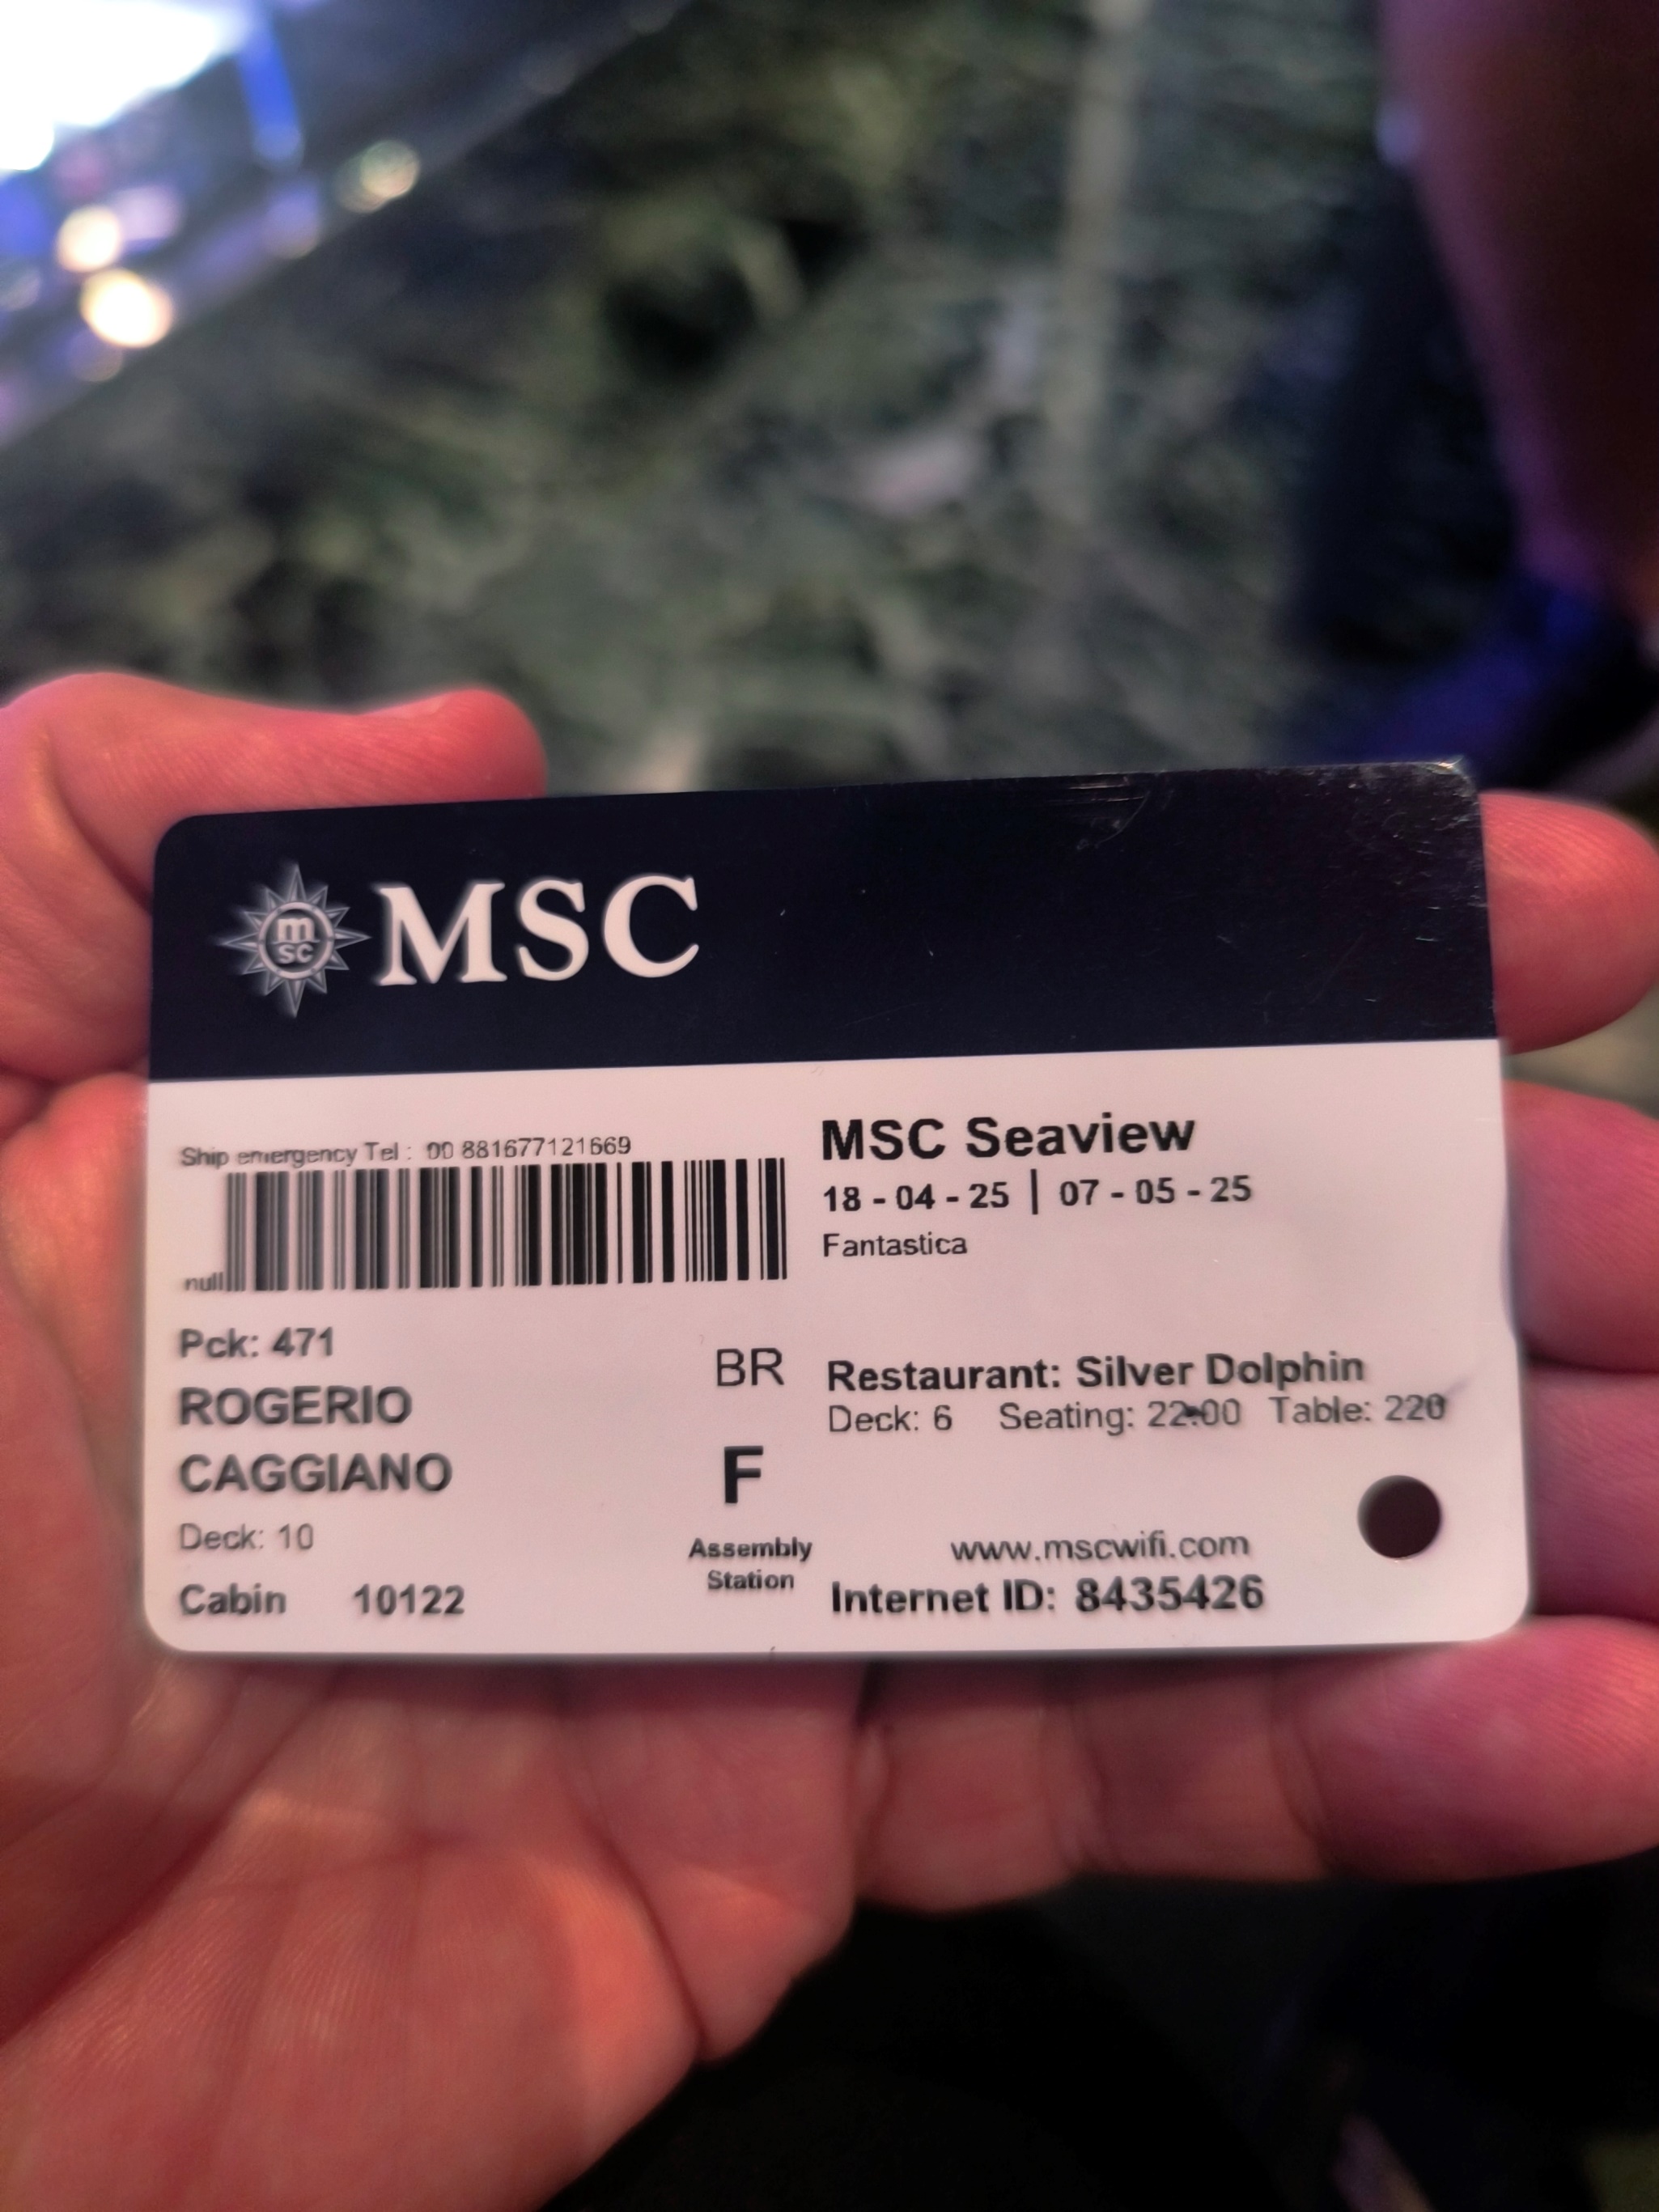 m
sc
MSC
Ship emergency Tel : 00 881677121669
null
Pck: 471
ROGERIO
CAGGIANO
Deck: 10
Cabin 10122
BR
F
Assembly
Station
MSC Seaview
18 - 04 - 25 | 07 - 05 - 25
Fantastica
Restaurant: Silver Dolphin
Deck: 6 Seating: 22:00 Table: 220
www.mscwifi.com
Internet ID: 8435426